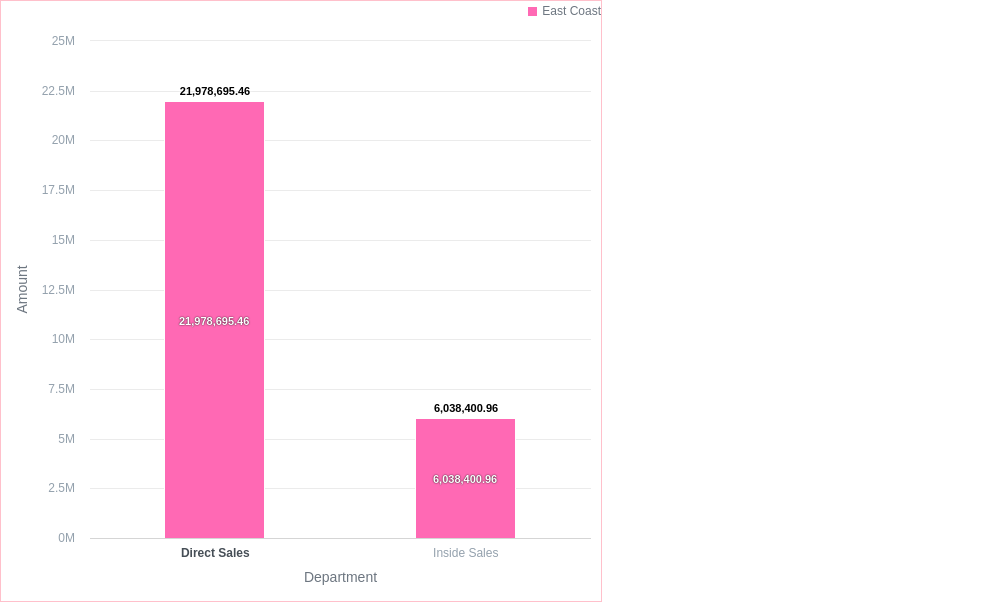 East Coast
25M
22.5M
21,978,695.46
20M
17.5M
15M
Amount
12.5M
21,978,695.46
10M
7.5M
6,038,400.96
5M
6,038,400.96
2.5M
0M
Direct Sales
Inside Sales
Department